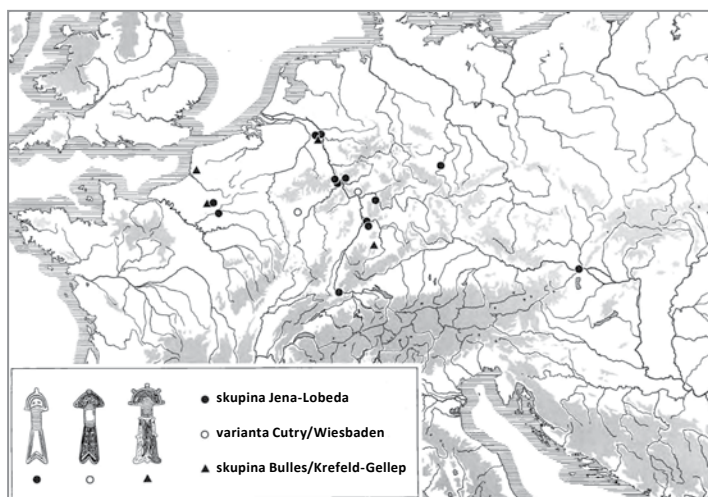 skupina Jena-Lobeda
varianta Cutry/Wiesbaden
skupina Bulles/Krefeld-Gellep